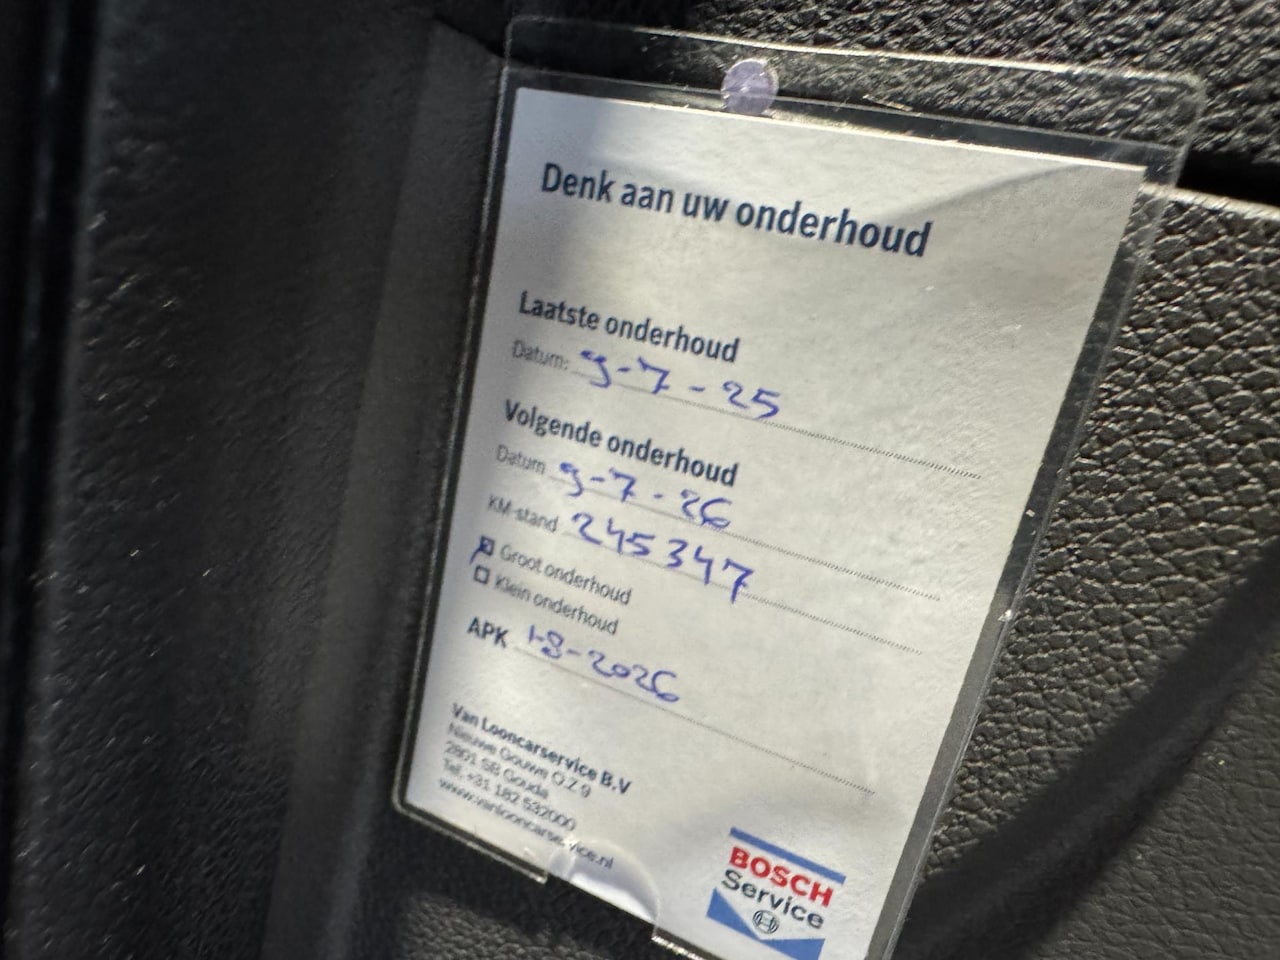 Denk aan uw onderhoud
Laatste onderhoud
Datum: 9-7-25
Volgende onderhoud
Datum 9-7-26
KM-stand 245347
Groot onderhoud
Klein onderhoud
APK 1-8-2026
Van Looncarservice B.V
Nieuwe Gouwe O.Z 9
2801 SB Gouda
Tel: +31 182 532000
www.vanlooncarservice.nl
BOSCH
Service